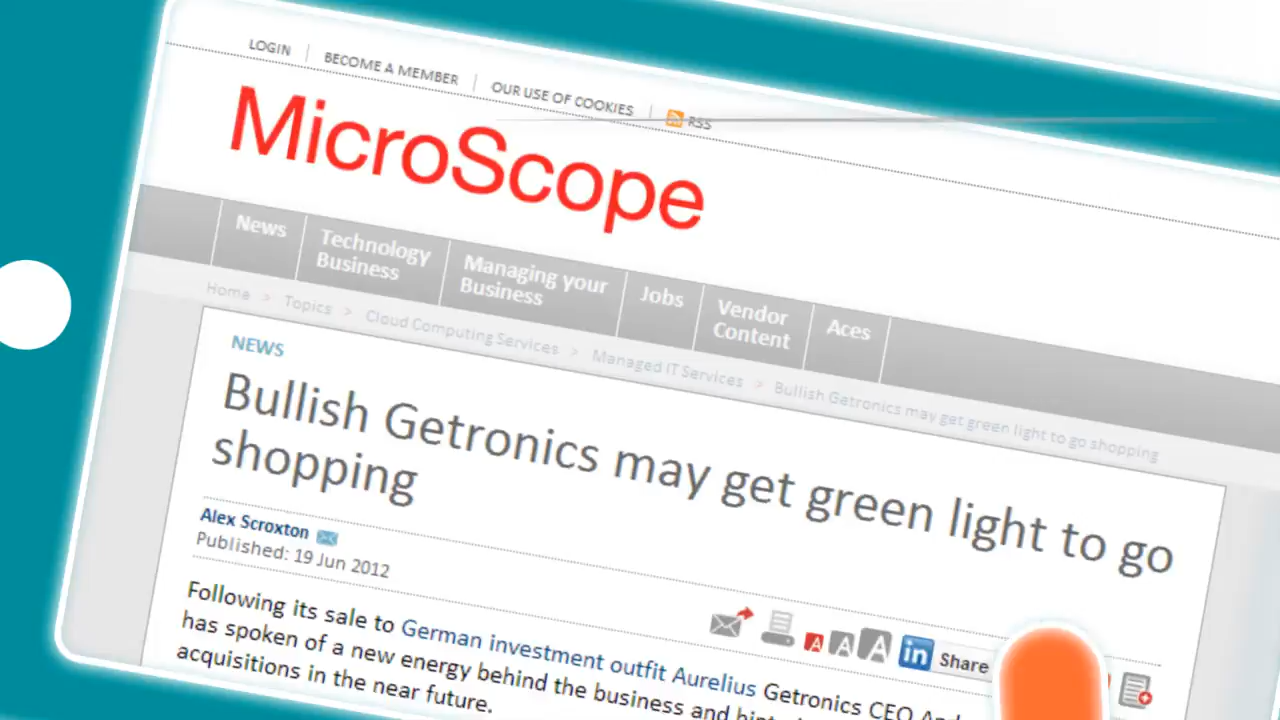 LOGIN | BECOME A MEMBER | OUR USE OF COOKIES | RSS
MicroScope
News
Technology Business
Managing your Business
Jobs
Vendor Content
Aces
Home > Topics > Cloud Computing Services > Managed IT Services > Bullish Getronics may get green light to go shopping
NEWS
Bullish Getronics may get green light to go
shopping
Alex Scroxton
Published: 19 Jun 2012
A A A in Share
Following its sale to German investment outfit Aurelius Getronics CEO
has spoken of a new energy behind the business and
acquisitions in the near future.